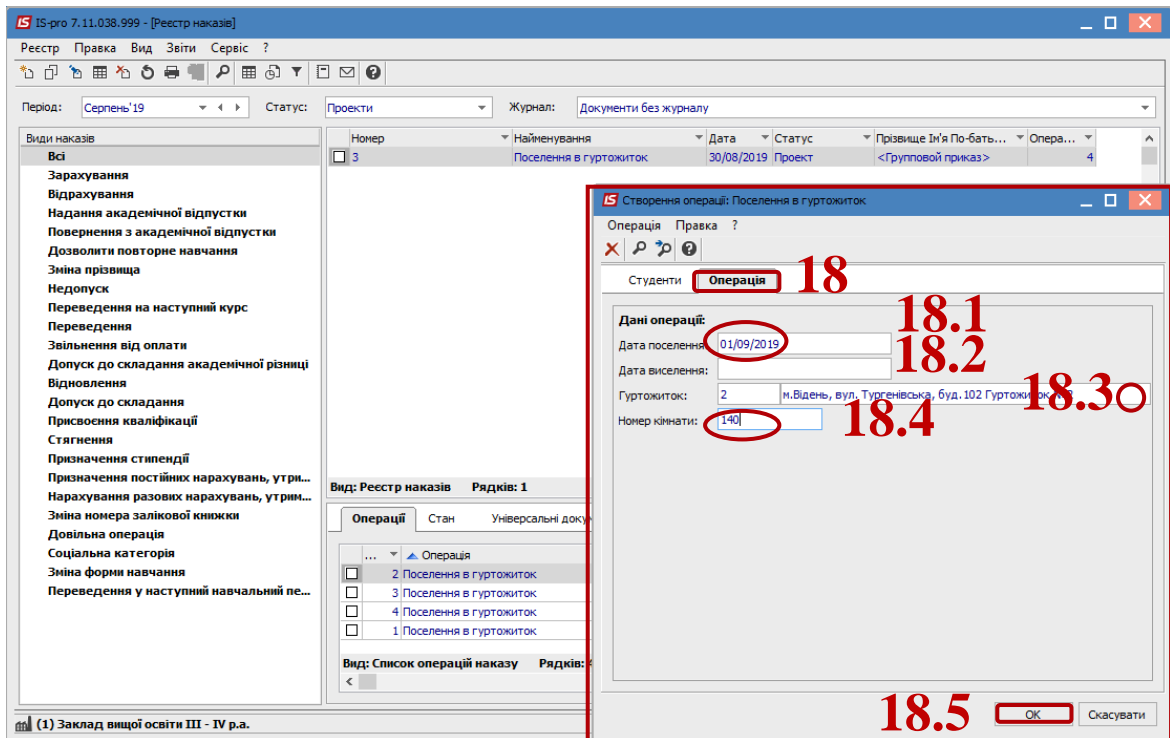 IS-pro 7.11.038.999 - [Реєстр наказів]
Реєстр Правка Вид Звіти Сервіс ?
Період: Серпень'19 Статус: Проекти Журнал: Документи без журналу
Види наказів
Всі
Зарахування
Відрахування
Надання академічної відпустки
Повернення з академічної відпустки
Дозволити повторне навчання
Зміна прізвища
Недопуск
Переведення на наступний курс
Переведення
Звільнення від оплати
Допуск до складання академічної різниці
Відновлення
Допуск до складання
Присвоєння кваліфікації
Стягнення
Призначення стипендії
Призначення постійних нарахувань, утри...
Нарахування разових нарахувань, утрим...
Зміна номера залікової книжки
Довільна операція
Соціальна категорія
Зміна форми навчання
Переведення у наступний навчальний пе...
Номер Найменування Дата Статус Прізвище Ім'я По-бать... Опера...
3 Поселення в гуртожиток 30/08/2019 Проект <Групповой приказ> 4
Вид: Реєстр наказів Рядків: 1
Операції Стан Універсальні доку
... Операція
2 Поселення в гуртожиток
3 Поселення в гуртожиток
4 Поселення в гуртожиток
1 Поселення в гуртожиток
Вид: Список операцій наказу Рядків: 4
Створення операції: Поселення в гуртожиток
Операція Правка ?
Студенти Операція 18
Дані операції: 18.1
Дата поселення: 01/09/2019
Дата виселення: 18.2
Гуртожиток: 2 м.Відень, вул. Тургенівська, буд.102 Гуртожиток 18.3
Номер кімнати: 140 18.4
18.5 OK Скасувати
(1) Заклад вищої освіти III - IV р.а.